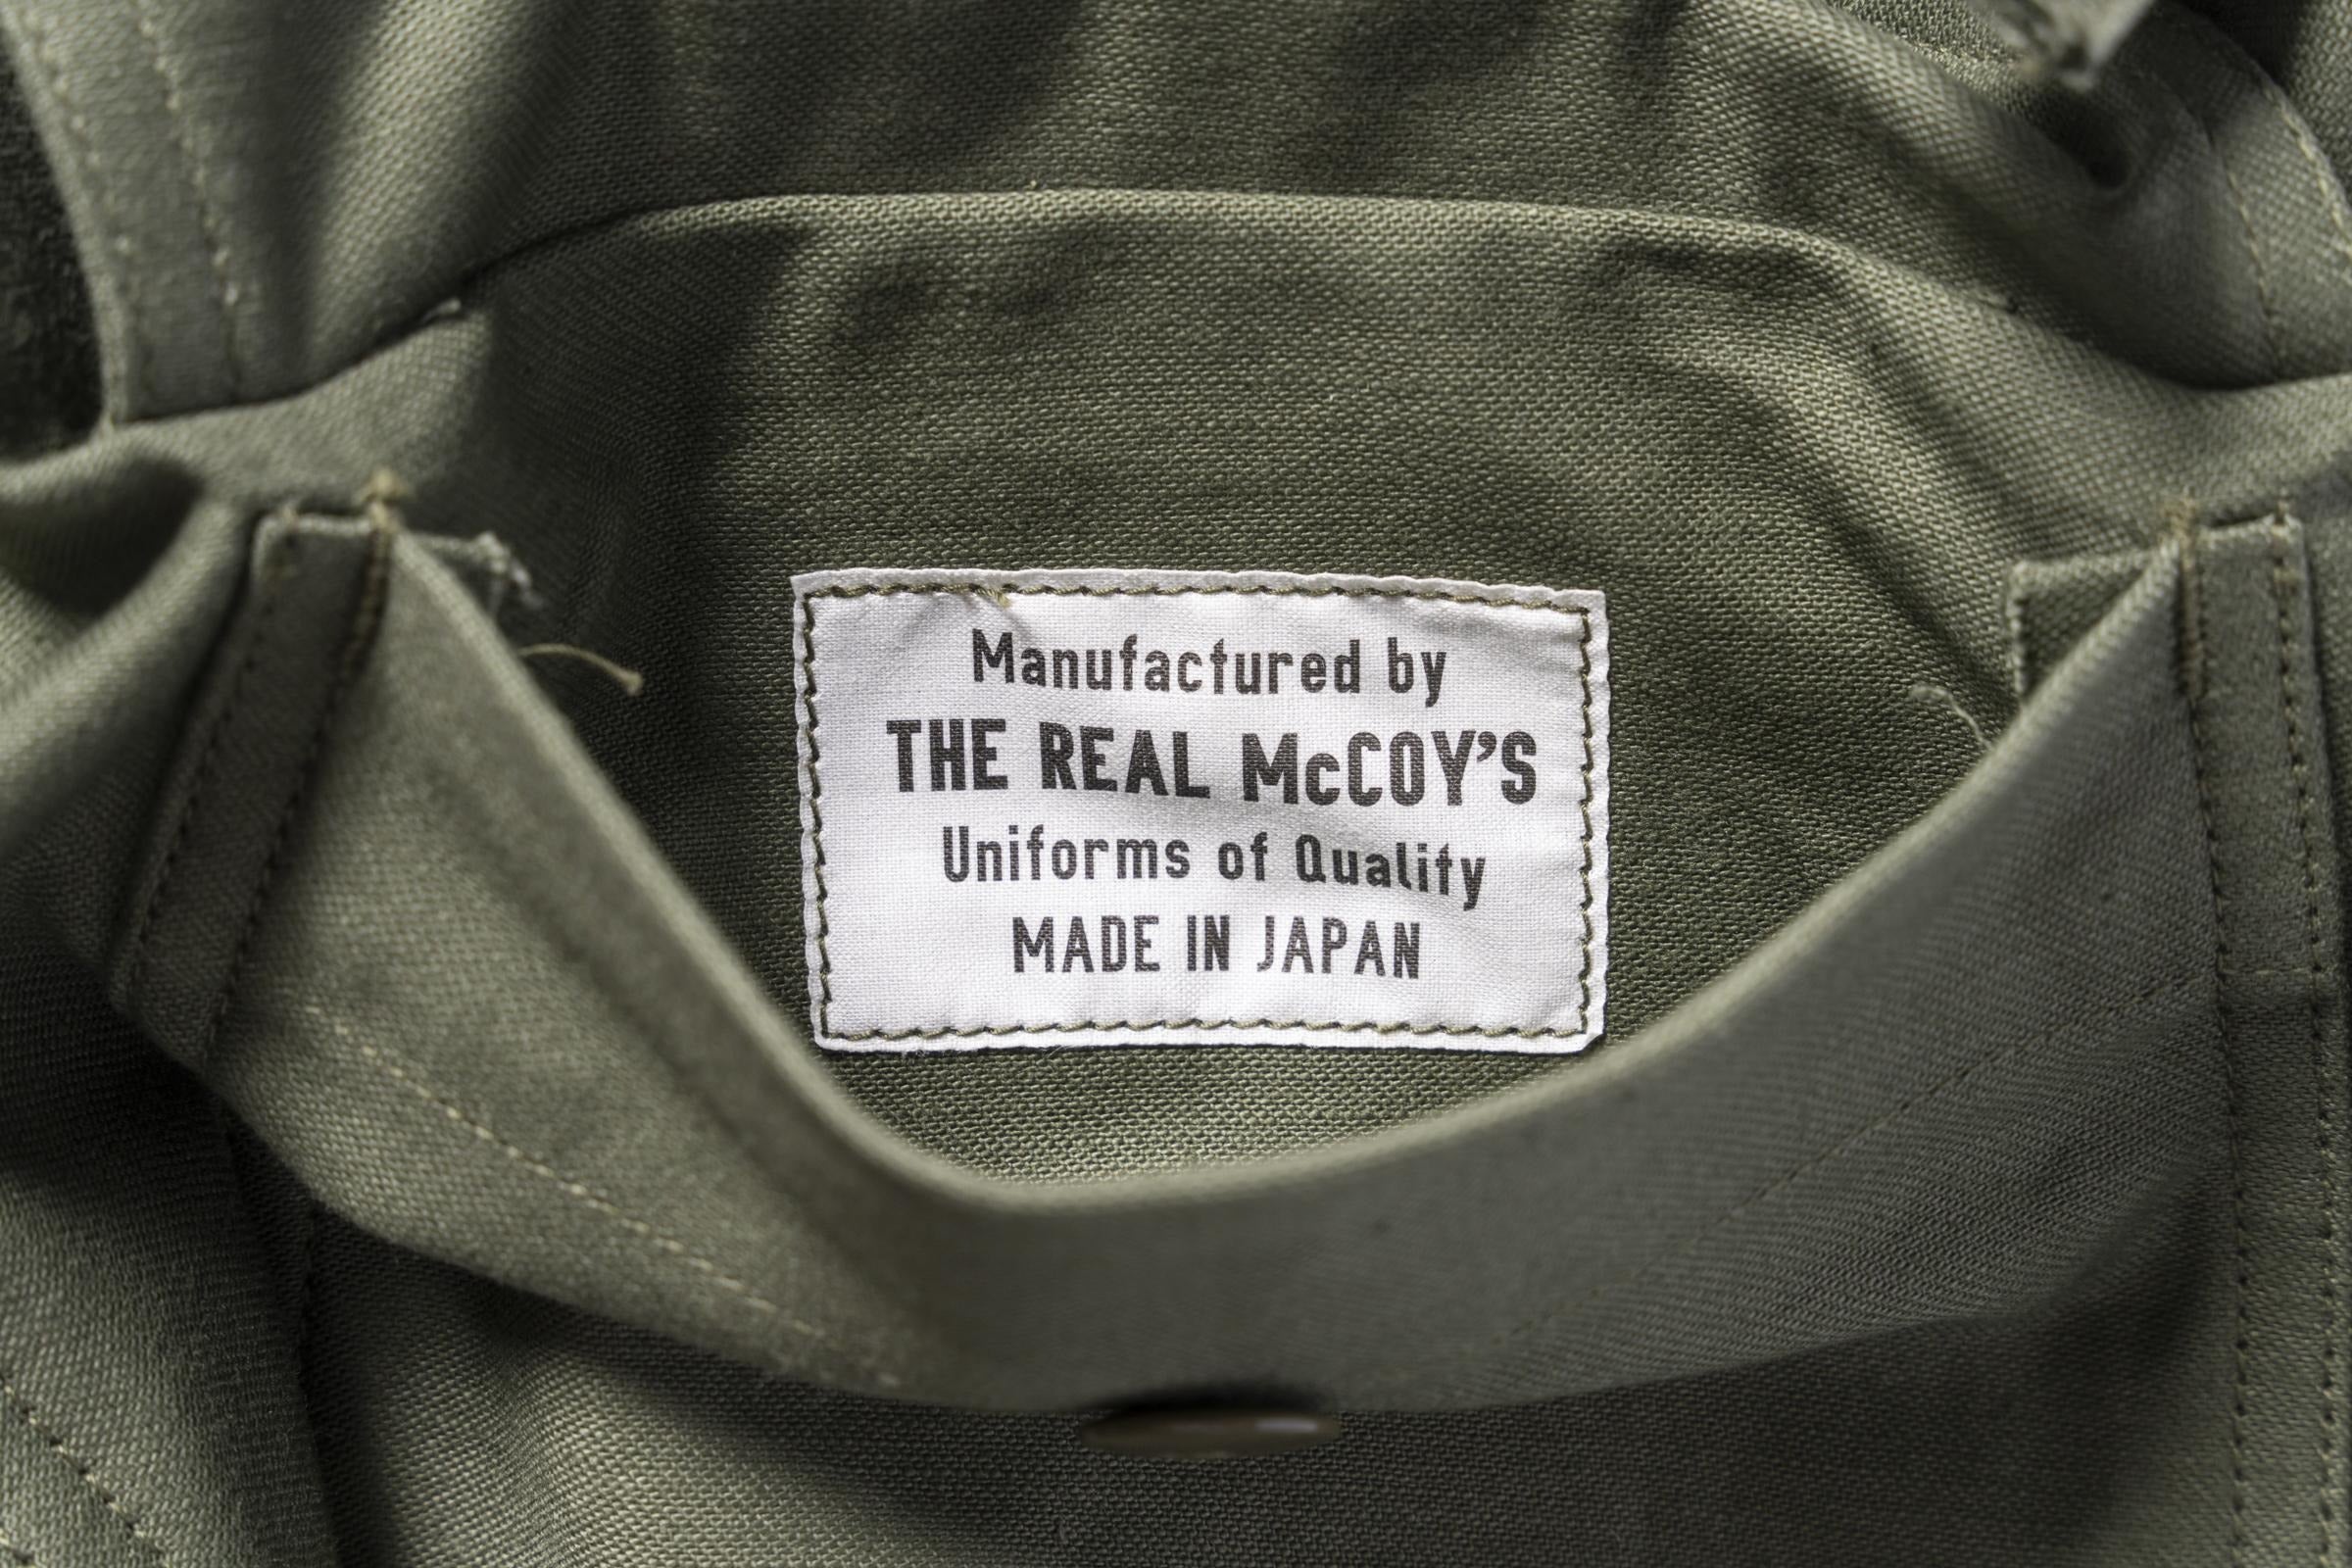 Manufactured by
THE REAL McCOY'S
Uniforms of Quality
MADE IN JAPAN